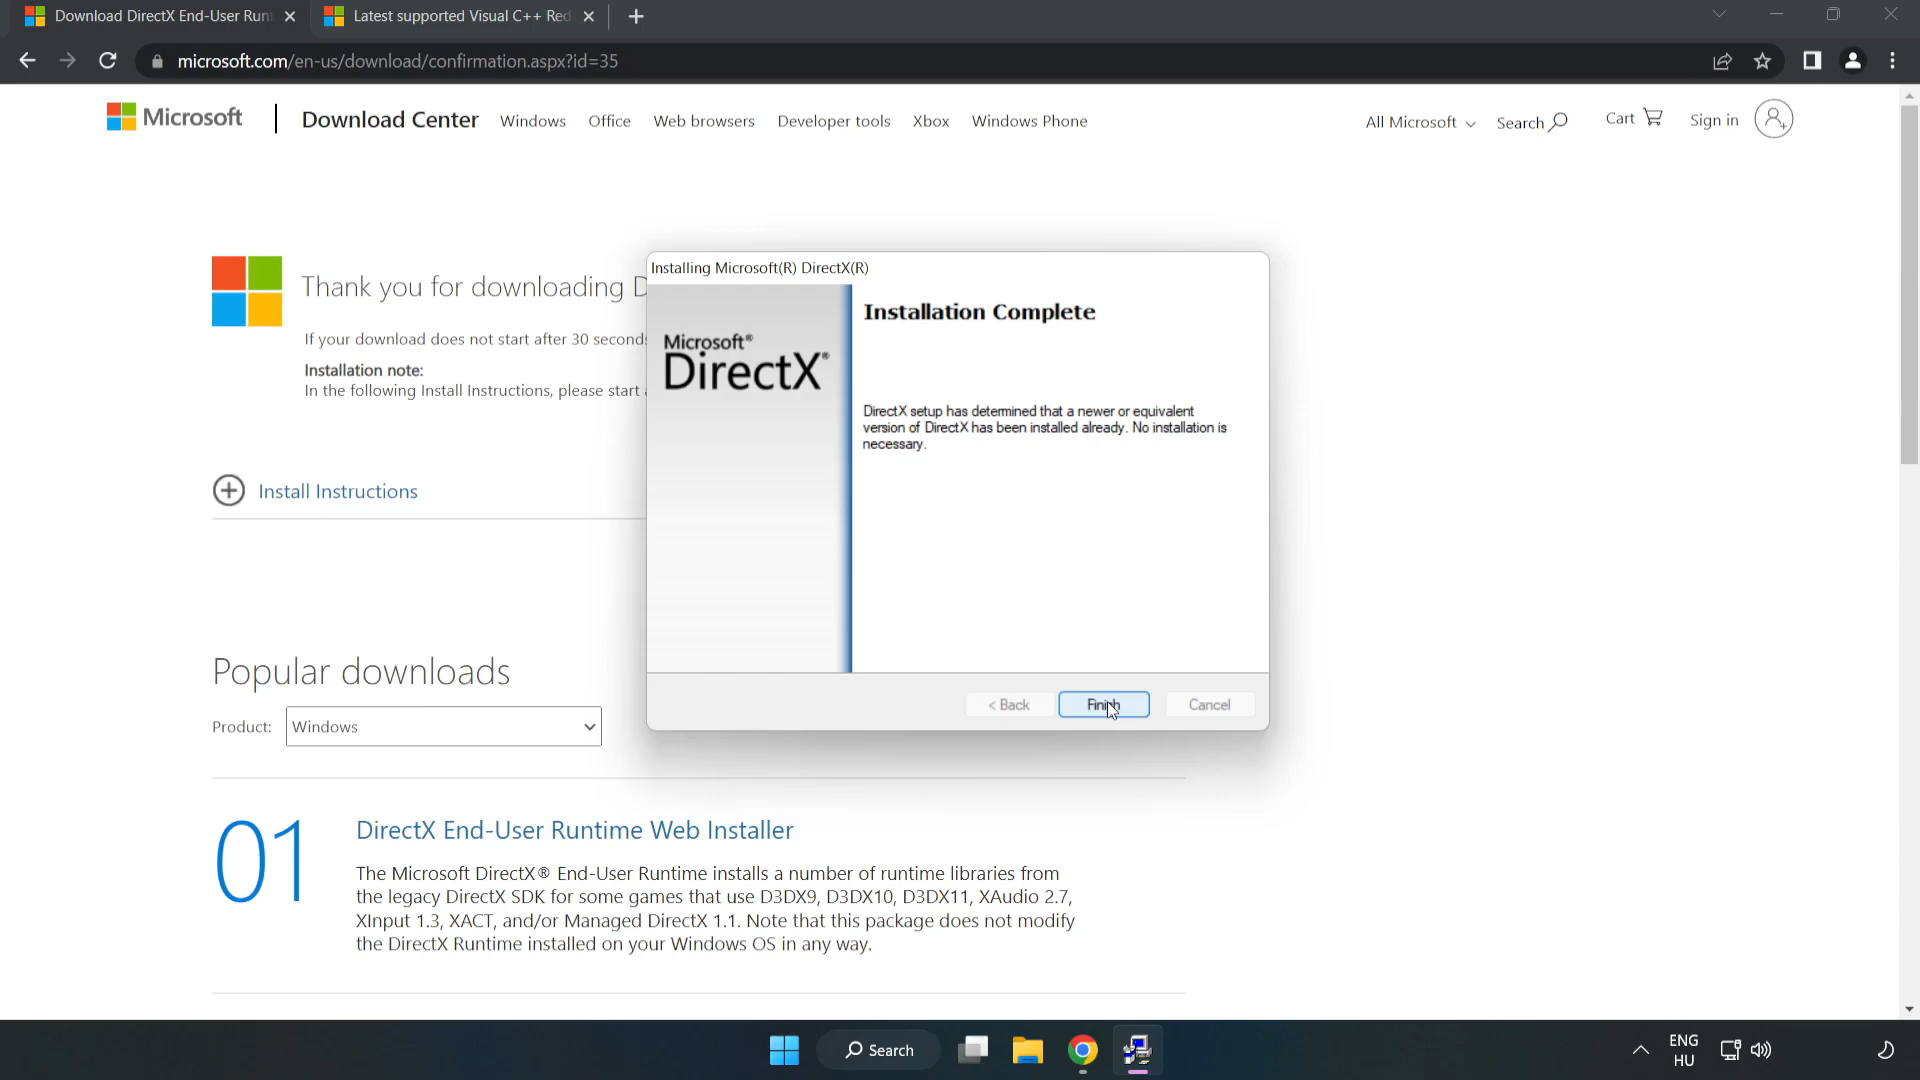 Download DirectX End-User Runt
Latest supported Visual C++ Red
microsoft.com/en-us/download/confirmation.aspx?id=35
Microsoft
Download Center
Windows
Office
Web browsers
Developer tools
Xbox
Windows Phone
All Microsoft
Search
Cart
Sign in
Thank you for downloading D
If your download does not start after 30 seconds
Installation note:
In the following Install Instructions, please start a
Install Instructions
Installing Microsoft(R) DirectX(R)
Microsoft®
DirectX®
Installation Complete
DirectX setup has determined that a newer or equivalent
version of DirectX has been installed already. No installation is
necessary.
< Back
Finish
Cancel
Popular downloads
Product:
Windows
01
DirectX End-User Runtime Web Installer
The Microsoft DirectX® End-User Runtime installs a number of runtime libraries from
the legacy DirectX SDK for some games that use D3DX9, D3DX10, D3DX11, XAudio 2.7,
XInput 1.3, XACT, and/or Managed DirectX 1.1. Note that this package does not modify
the DirectX Runtime installed on your Windows OS in any way.
Search
ENG
HU